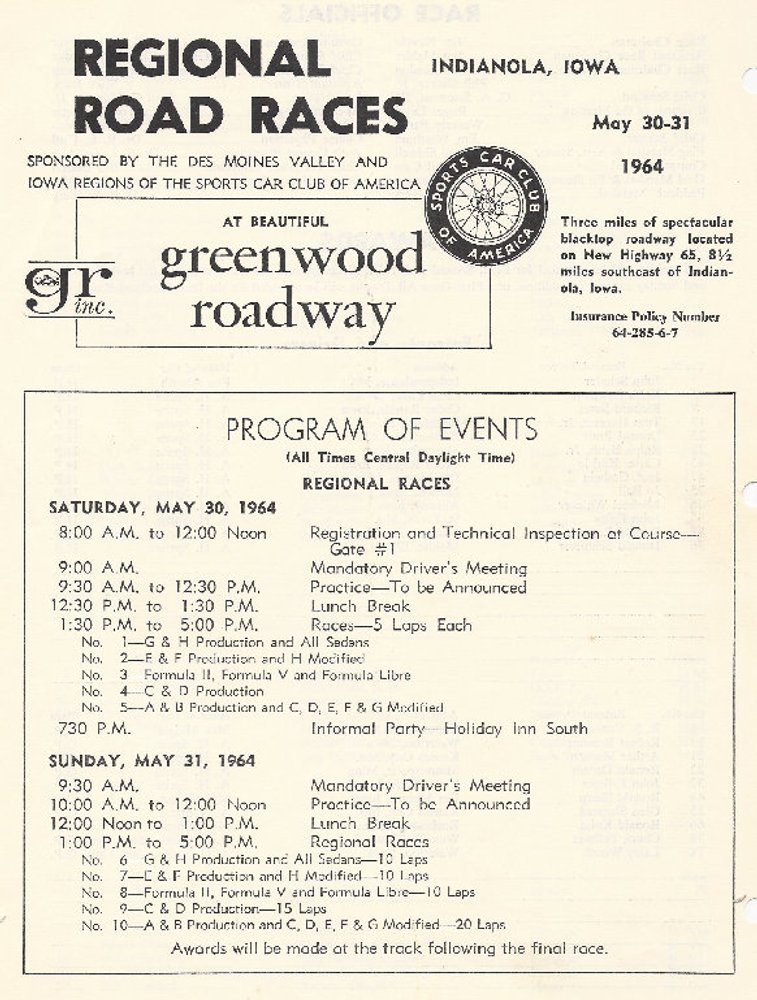 REGIONAL
ROAD RACES
INDIANOLA, IOWA
May 30-31
1964
SPONSORED BY THE DES MOINES VALLEY AND
IOWA REGIONS OF THE SPORTS CAR CLUB OF AMERICA
SPORTS CAR CLUB OF AMERICA
AT BEAUTIFUL
greenwood
roadway
gr
inc.
Three miles of spectacular
blacktop roadway located
on New Highway 65, 8½
miles southeast of Indian-
ola, Iowa.
Insurance Policy Number
64-285-6-7
PROGRAM OF EVENTS
(All Times Central Daylight Time)
REGIONAL RACES
SATURDAY, MAY 30, 1964
8:00 A.M. to 12:00 Noon Registration and Technical Inspection at Course—
Gate #1
9:00 A.M. Mandatory Driver's Meeting
9:30 A.M. to 12:30 P.M. Practice—To be Announced
12:30 P.M. to 1:30 P.M. Lunch Break
1:30 P.M. to 5:00 P.M. Races—5 Laps Each
No. 1—G & H Production and All Sedans
No. 2—E & F Production and H Modified
No. 3 Formula II, Formula V and Formula Libre
No. 4—C & D Production
No. 5—A & B Production and C, D, E, F & G Modified
730 P.M. Informal Party—Holiday Inn South
SUNDAY, MAY 31, 1964
9:30 A.M. Mandatory Driver's Meeting
10:00 A.M. to 12:00 Noon Practice—To be Announced
12:00 Noon to 1:00 P.M. Lunch Break
1:00 P.M. to 5:00 P.M. Regional Races
No. 6 G & H Production and All Sedans—10 Laps
No. 7—E & F Production and H Modified—10 Laps
No. 8—Formula II, Formula V and Formula Libre—10 Laps
No. 9—C & D Production—15 Laps
No. 10—A & B Production and C, D, E, F & G Modified—20 Laps
Awards will be made at the track following the final race.